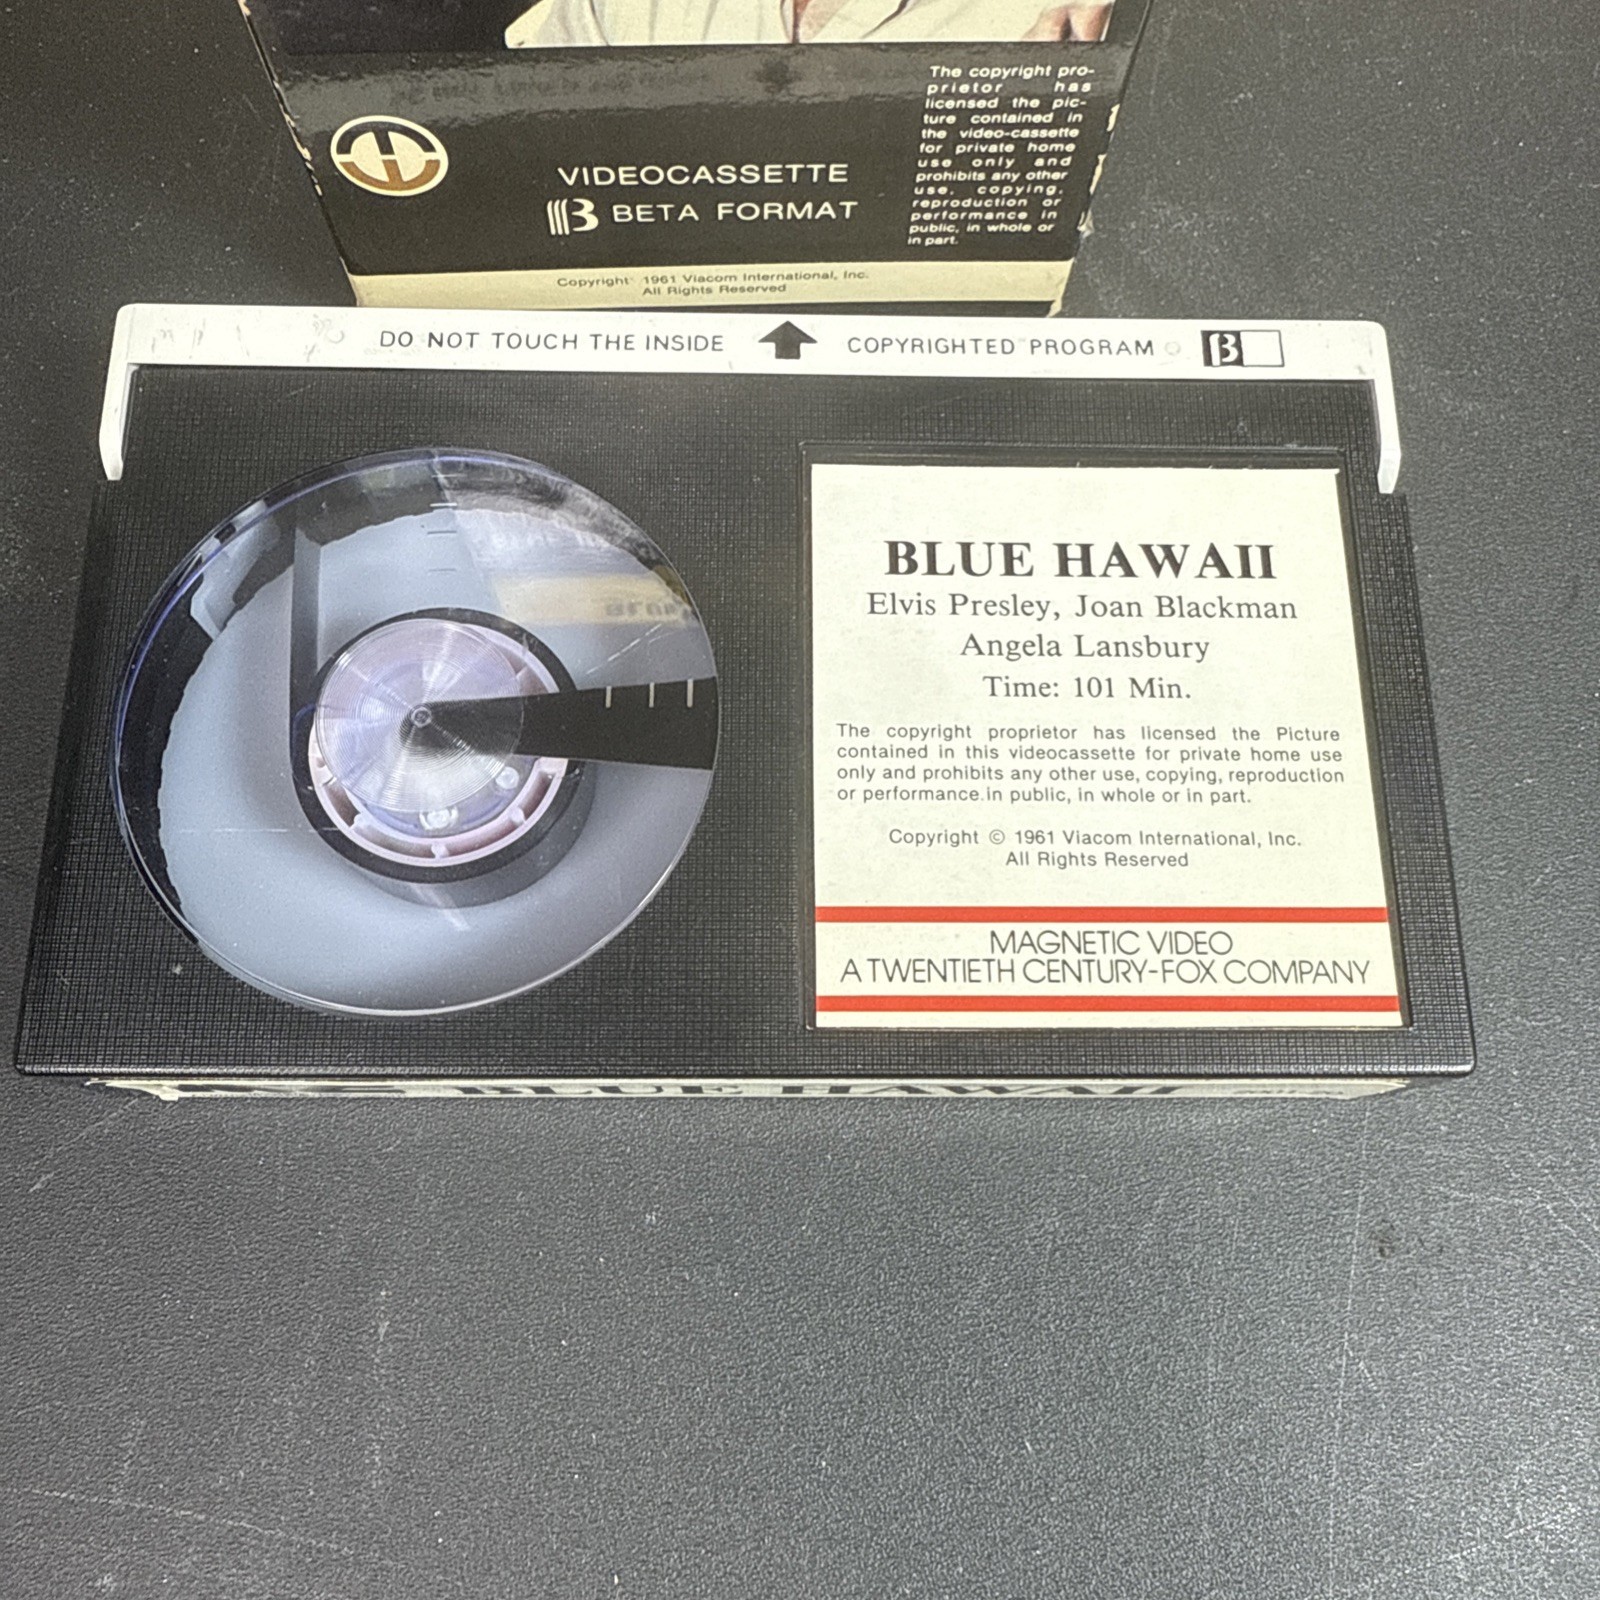 VIDEOCASSETTE
B BETA FORMAT
The copyright pro-
prietor has
licensed the pic-
ture contained in
the video-cassette
for private home
use only and
prohibits any other
use, copying,
reproduction or
performance in
public, in whole or
in part.
Copyright 1961 Viacom International, Inc.
All Rights Reserved
DO NOT TOUCH THE INSIDE
COPYRIGHTED PROGRAM
B
BLUE HAWAII
Elvis Presley, Joan Blackman
Angela Lansbury
Time: 101 Min.
The copyright proprietor has licensed the Picture
contained in this videocassette for private home use
only and prohibits any other use, copying, reproduction
or performance in public, in whole or in part.
Copyright © 1961 Viacom International, Inc.
All Rights Reserved
MAGNETIC VIDEO
A TWENTIETH CENTURY-FOX COMPANY
BLUE HAWAII